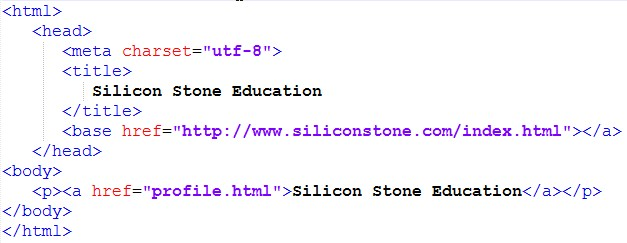 <html>
<head>
<meta charset="utf-8">
<title>
Silicon Stone Education
</title>
<base href="http://www.siliconstone.com/index.html"></a>
</head>
<body>
<p><a href="profile.html">Silicon Stone Education</a></p>
</body>
</html>